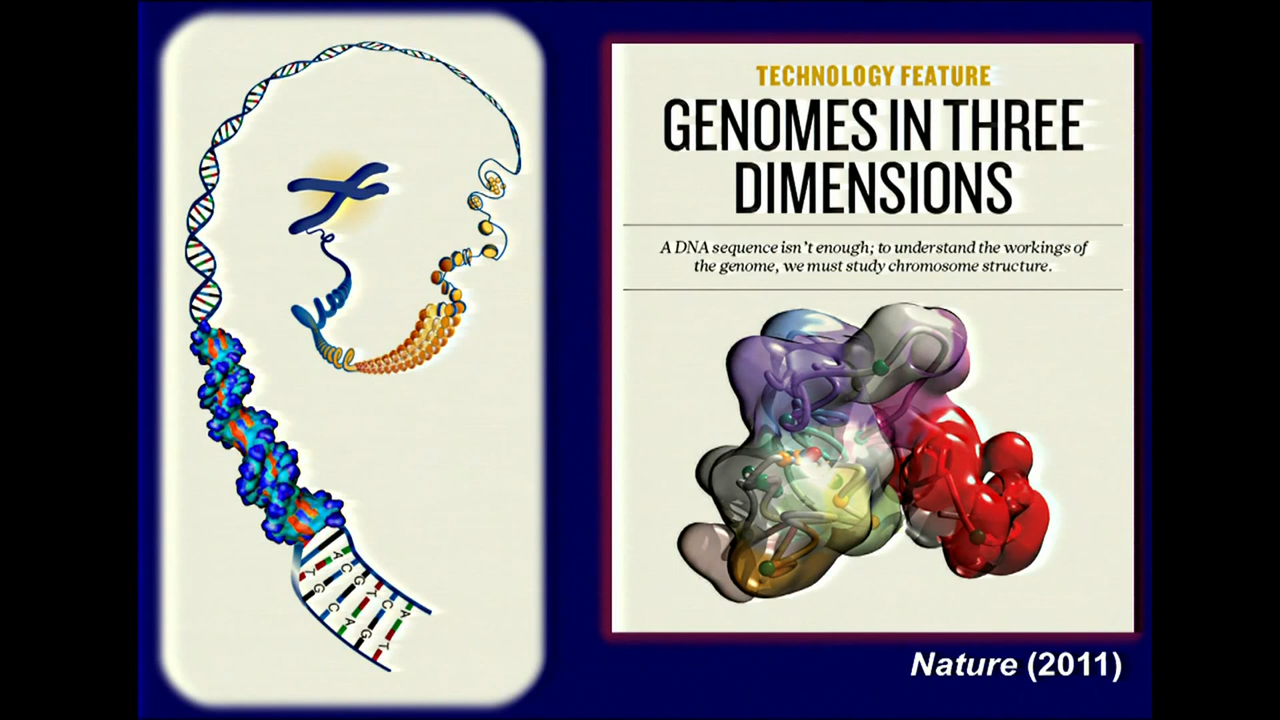 TECHNOLOGY FEATURE
GENOMES IN THREE
DIMENSIONS
A DNA sequence isn't enough; to understand the workings of
the genome, we must study chromosome structure.
Nature (2011)